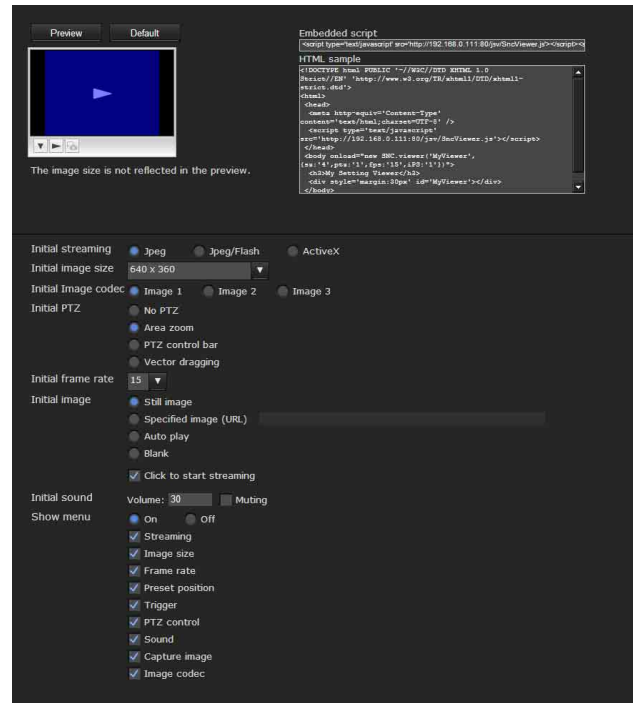 Preview Default
Embedded script
<script type='text/javascript' src='http://192.168.0.111:80/jsv/SncViewer.js'></script><
HTML sample
<!DOCTYPE html PUBLIC '-//W3C//DTD XHTML 1.0
Strict//EN' 'http://www.w3.org/TR/xhtml1/DTD/xhtml1-
strict.dtd'>
<html>
<head>
<meta http-equiv='Content-Type'
content='text/html;charset=UTF-8' />
<script type='text/javascript'
src='http://192.168.0.111:80/jsv/SncViewer.js'></script>
</head>
<body onload="new SNC.viewer('MyViewer',
<h3>My Setting Viewer</h3>
<div style='margin:30px' id='MyViewer'></div>
</body>
The image size is not reflected in the preview.
Initial streaming Jpeg Jpeg/Flash ActiveX
Initial image size 640 x 360
Initial Image codec Image 1 Image 2 Image 3
Initial PTZ No PTZ
Area zoom
PTZ control bar
Vector dragging
Initial frame rate 15
Initial image Still image
Specified image (URL)
Auto play
Blank
Click to start streaming
Initial sound Volume: 30 Muting
Show menu On Off
Streaming
Image size
Frame rate
Preset position
Trigger
PTZ control
Sound
Capture image
Image codec